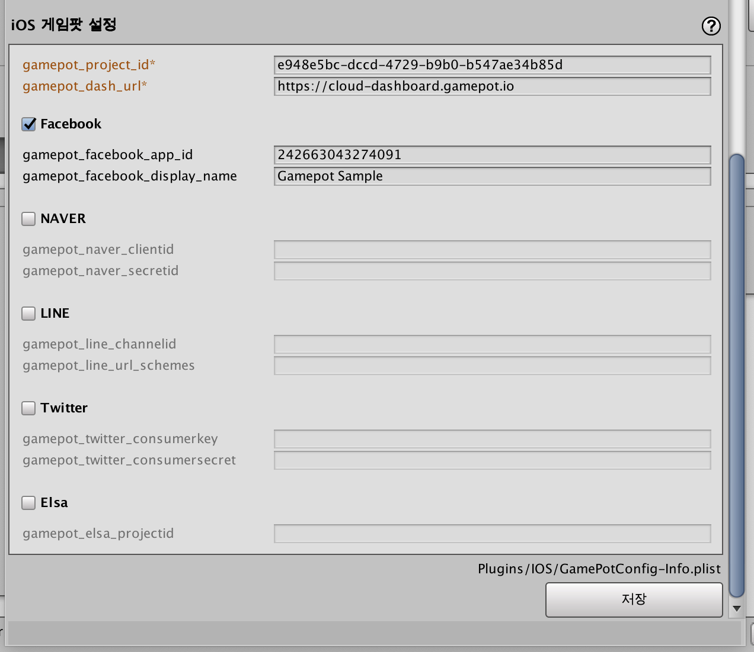 iOS 게임팟 설정
gamepot_project_id* e948e5bc-dccd-4729-b9b0-b547ae34b85d
gamepot_dash_url* https://cloud-dashboard.gamepot.io
Facebook
gamepot_facebook_app_id 242663043274091
gamepot_facebook_display_name Gamepot Sample
NAVER
gamepot_naver_clientid
gamepot_naver_secretid
LINE
gamepot_line_channelid
gamepot_line_url_schemes
Twitter
gamepot_twitter_consumerkey
gamepot_twitter_consumersecret
Elsa
gamepot_elsa_projectid
Plugins/IOS/GamePotConfig-Info.plist
저장